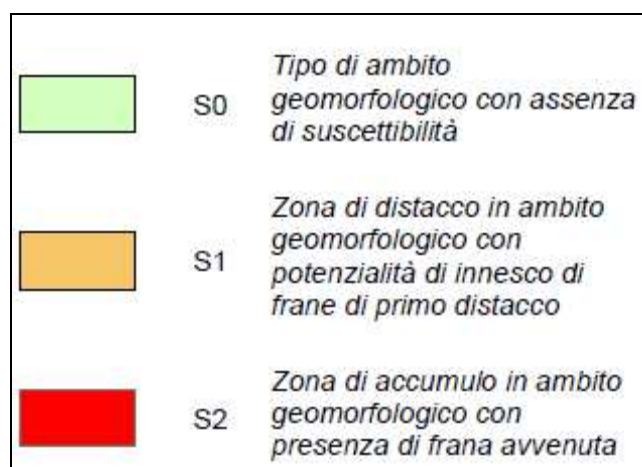 Tipo di ambito
S0 geomorfologico con assenza
di suscettibilità
Zona di distacco in ambito
geomorfologico con
S1 potenzialità di innesco di
frane di primo distacco
Zona di accumulo in ambito
S2 geomorfologico con
presenza di frana avvenuta